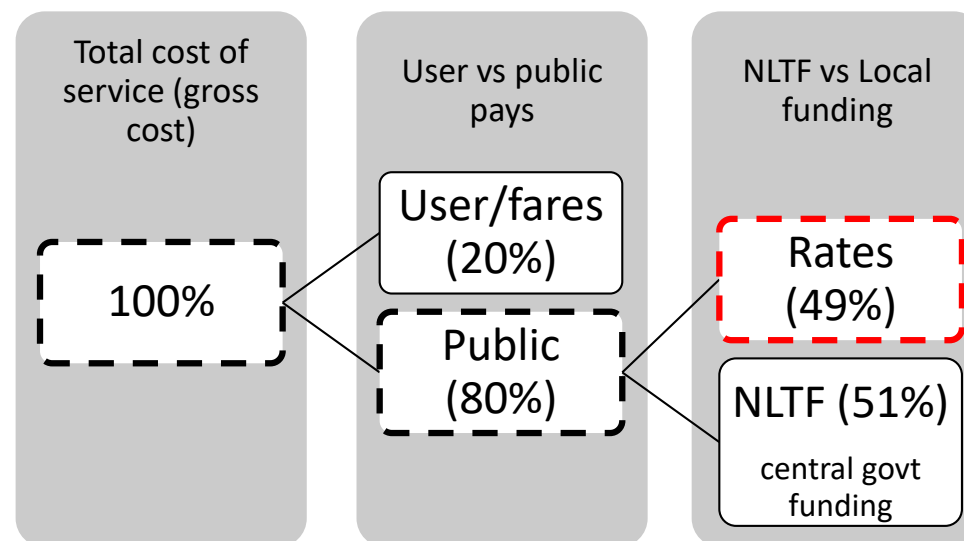 Total cost of
service (gross
cost)
100%
User vs public
pays
User/fares
(20%)
Public
(80%)
NLTF vs Local
funding
Rates
(49%)
NLTF (51%)
central govt
funding